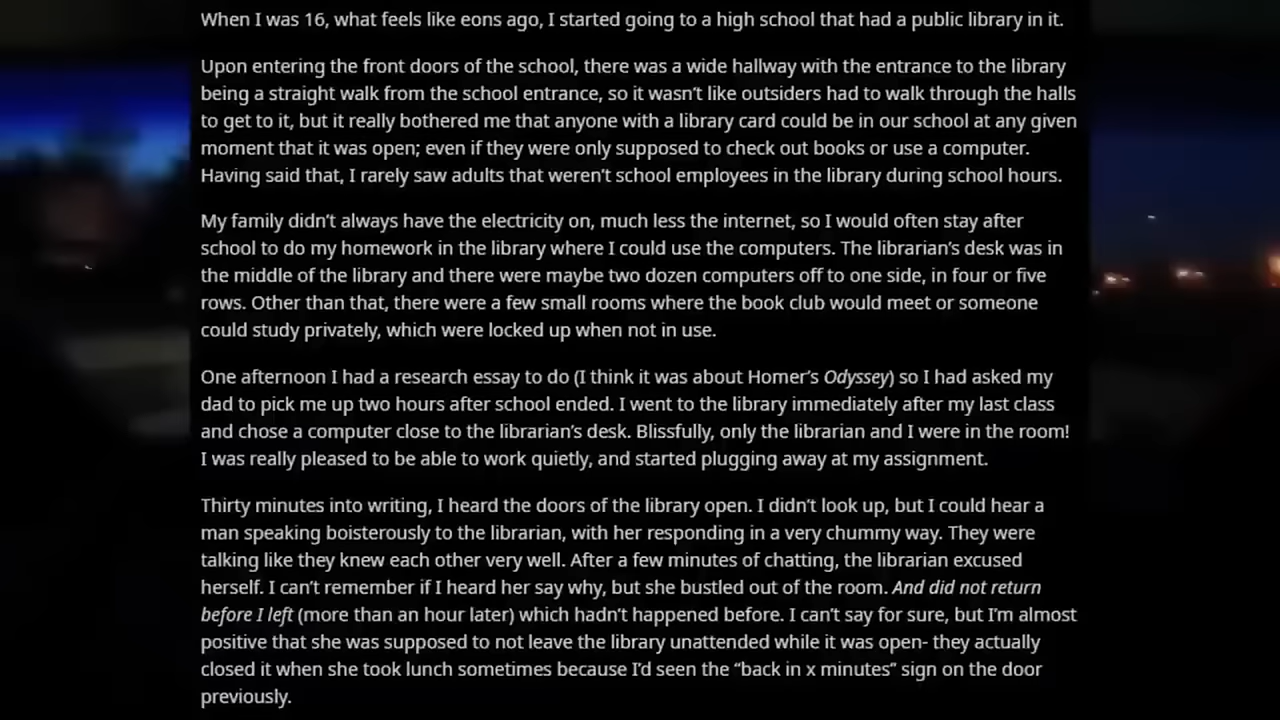 When I was 16, what feels like eons ago, I started going to a high school that had a public library in it.
Upon entering the front doors of the school, there was a wide hallway with the entrance to the library
being a straight walk from the school entrance, so it wasn't like outsiders had to walk through the halls
to get to it, but it really bothered me that anyone with a library card could be in our school at any given
moment that it was open; even if they were only supposed to check out books or use a computer.
Having said that, I rarely saw adults that weren't school employees in the library during school hours.
My family didn't always have the electricity on, much less the internet, so I would often stay after
school to do my homework in the library where I could use the computers. The librarian's desk was in
the middle of the library and there were maybe two dozen computers off to one side, in four or five
rows. Other than that, there were a few small rooms where the book club would meet or someone
could study privately, which were locked up when not in use.
One afternoon I had a research essay to do (I think it was about Homer's Odyssey) so I had asked my
dad to pick me up two hours after school ended. I went to the library immediately after my last class
and chose a computer close to the librarian's desk. Blissfully, only the librarian and I were in the room!
I was really pleased to be able to work quietly, and started plugging away at my assignment.
Thirty minutes into writing, I heard the doors of the library open. I didn't look up, but I could hear a
man speaking boisterously to the librarian, with her responding in a very chummy way. They were
talking like they knew each other very well. After a few minutes of chatting, the librarian excused
herself. I can't remember if I heard her say why, but she bustled out of the room. And did not return
before I left (more than an hour later) which hadn't happened before. I can't say for sure, but I'm almost
positive that she was supposed to not leave the library unattended while it was open- they actually
closed it when she took lunch sometimes because I'd seen the "back in x minutes" sign on the door
previously.